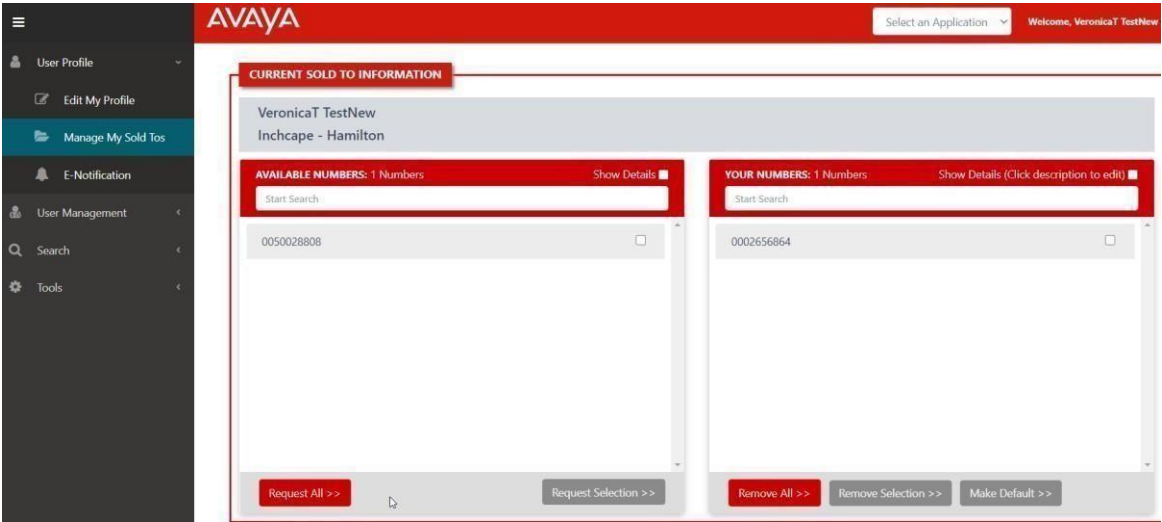 AVAYA
Select an Application
Welcome, VeronicaT TestNew
User Profile
Edit My Profile
Manage My Sold Tos
E-Notification
User Management
Search
Tools
CURRENT SOLD TO INFORMATION
VeronicaT TestNew
Inchcape - Hamilton
AVAILABLE NUMBERS: 1 Numbers
Show Details
Start Search
0050028808
Request All >>
Request Selection >>
YOUR NUMBERS: 1 Numbers
Show Details (Click description to edit)
Start Search
0002656864
Remove All >>
Remove Selection >>
Make Default >>